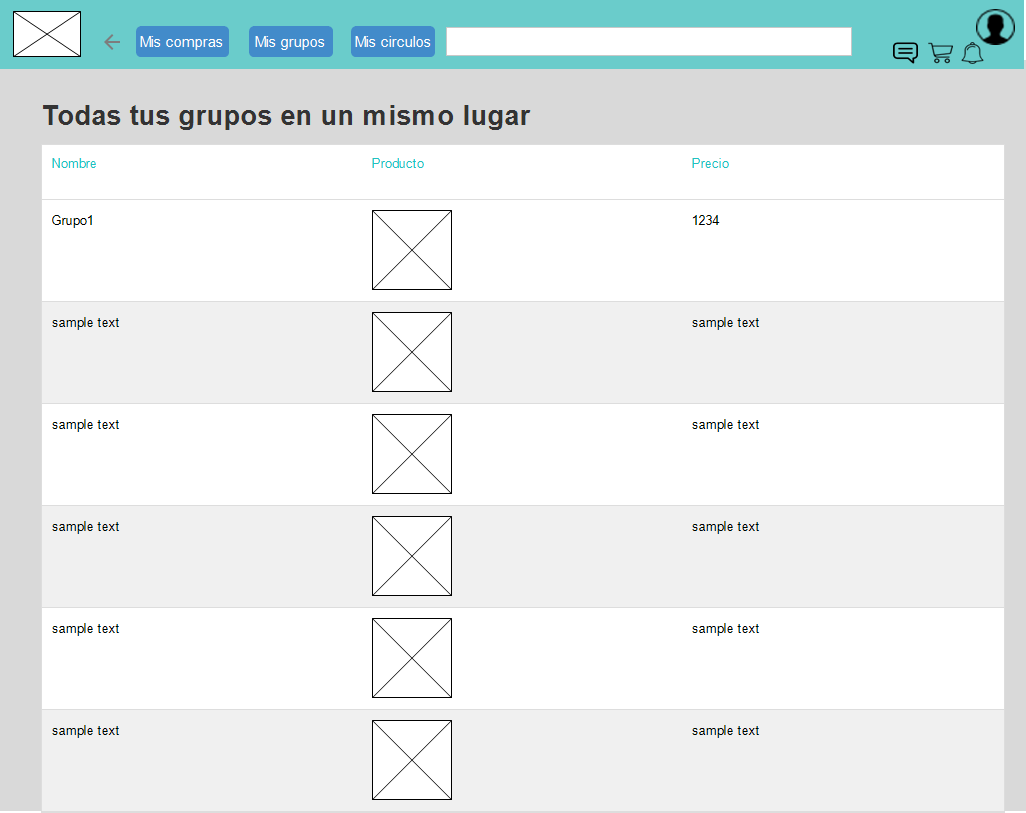 Mis compras
Mis grupos
Mis circulos
Todas tus grupos en un mismo lugar
Nombre Producto Precio
Grupo1 1234
sample text sample text
sample text sample text
sample text sample text
sample text sample text
sample text sample text